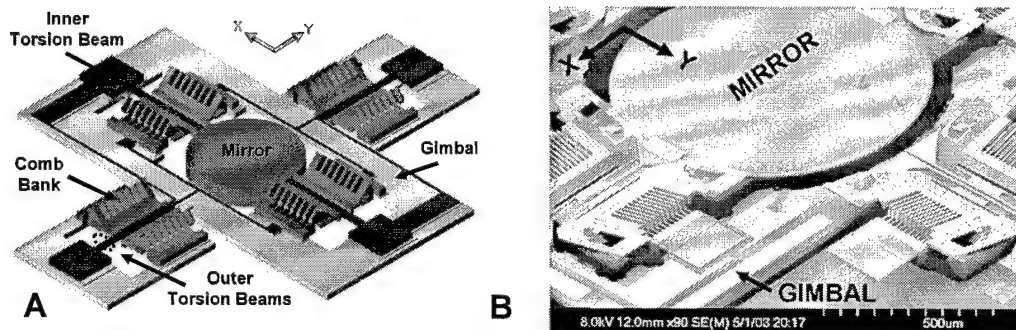 Inner
Torsion Beam
X
Y
Mirror
Gimbal
Comb
Bank
Outer
Torsion Beams
A
X
Y
MIRROR
GIMBAL
B
8.0kV 12.0mm x90 SE(M) 5/1/03 20:17
500um